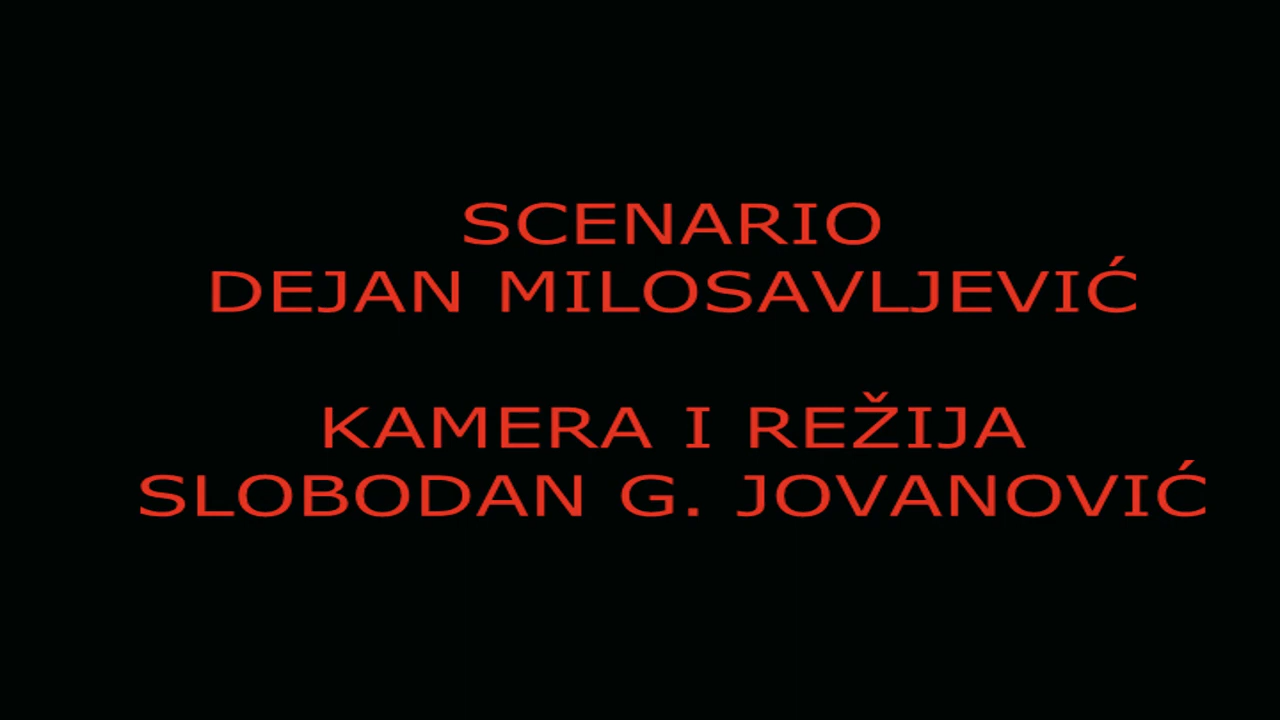 SCENARIO
DEJAN MILOSAVLJEVIĆ
KAMERA I REŽIJA
SLOBODAN G. JOVANOVIĆ